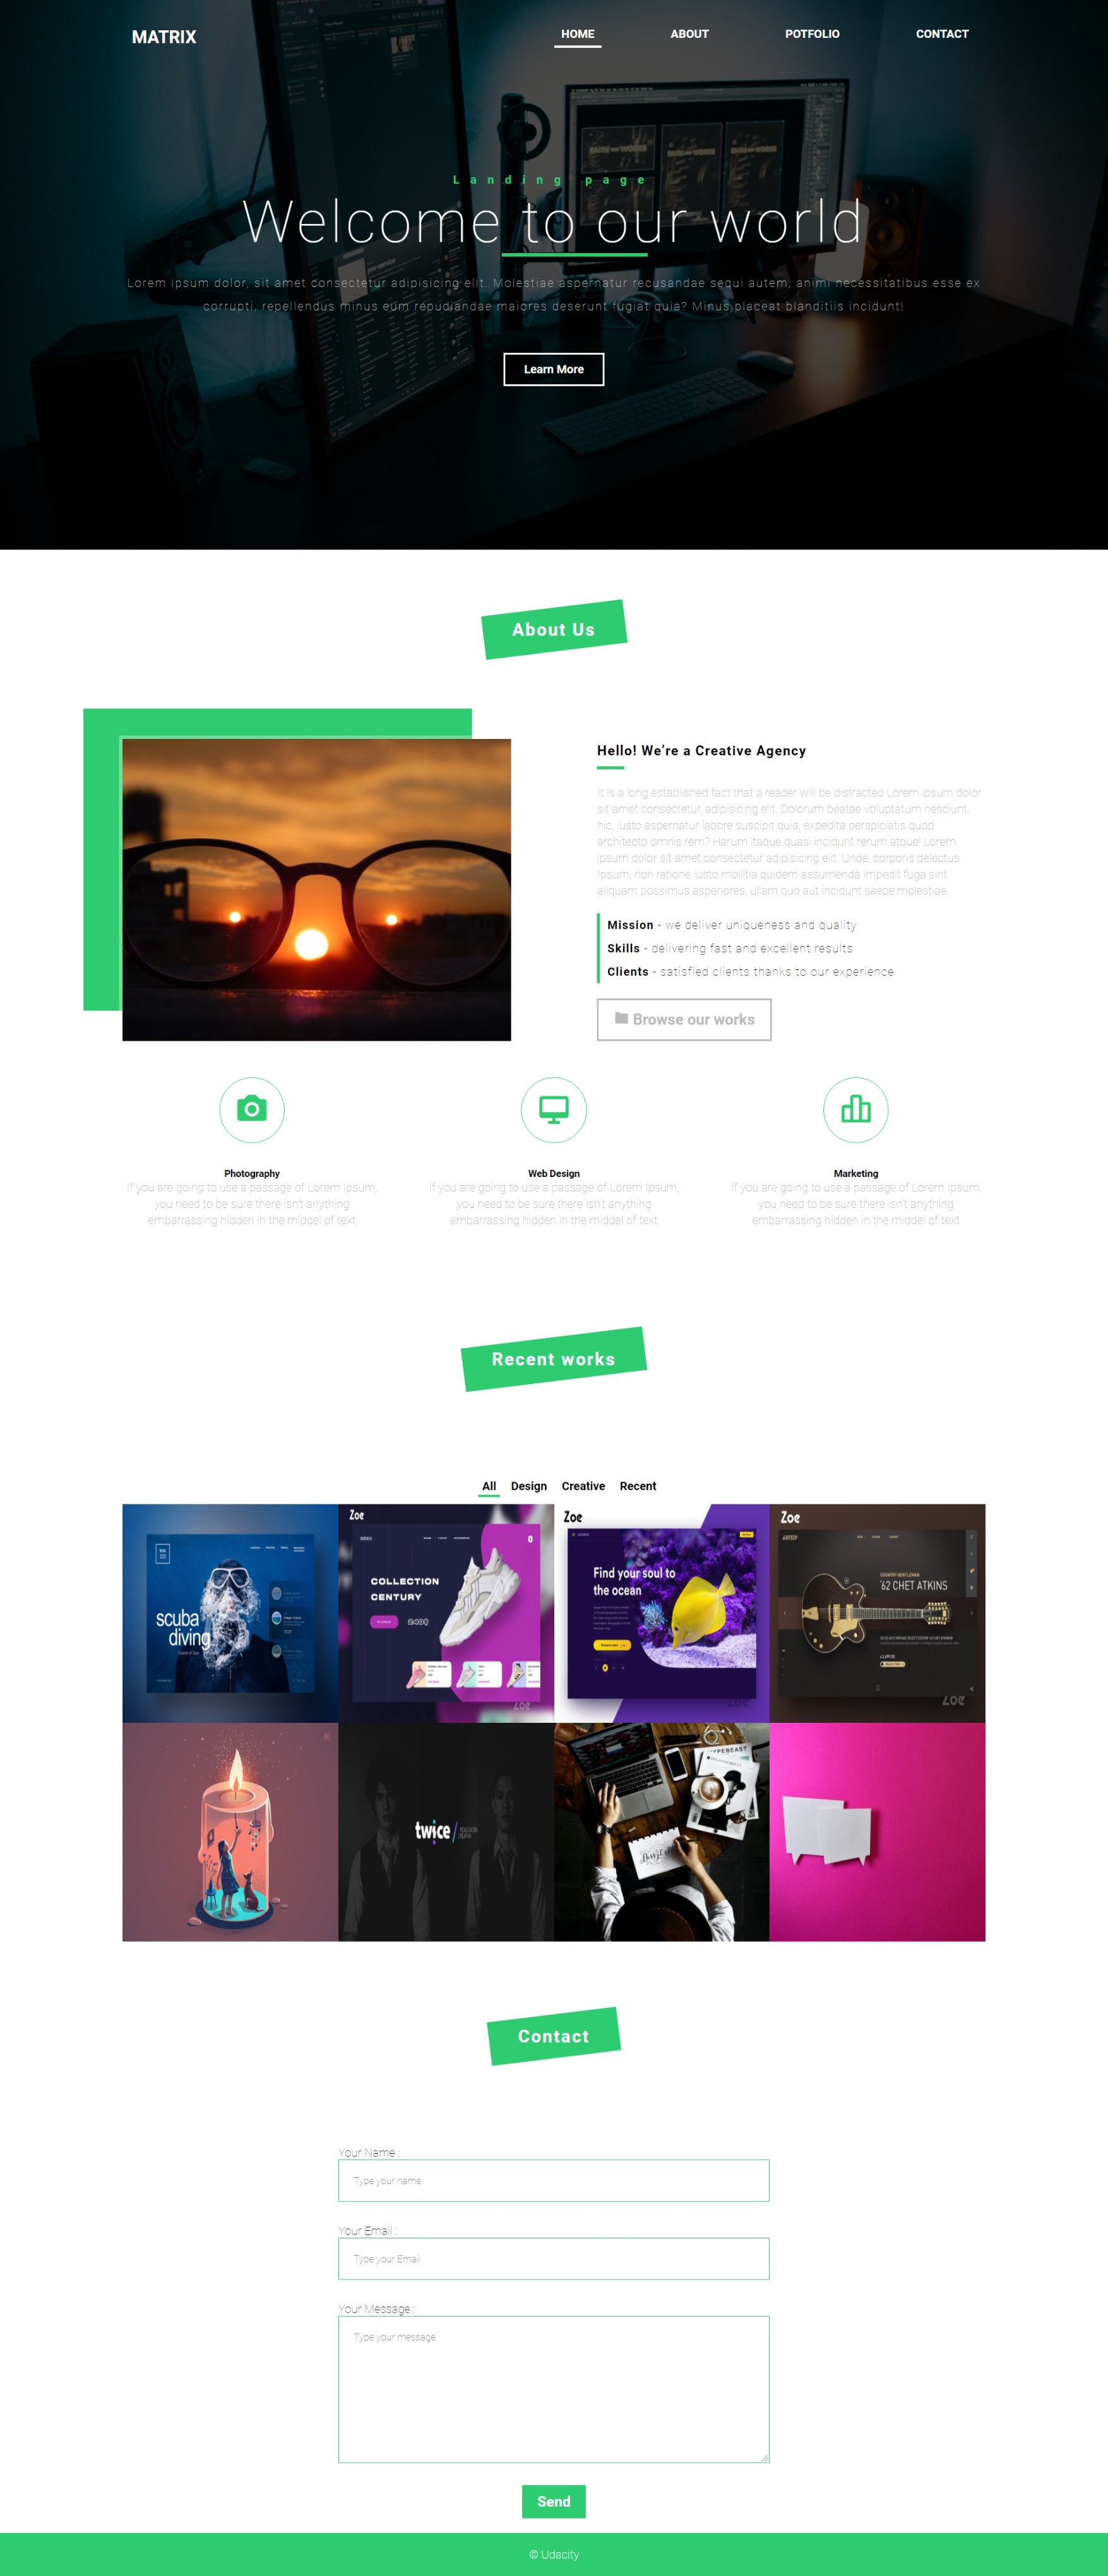 MATRIX
HOME
ABOUT
POTFOLIO
CONTACT
Landing page
Welcome to our world
Lorem ipsum dolor, sit amet consectetur adipisicing elit. Molestiae aspernatur recusandae sequi autem, animi necessitatibus esse ex
corrupti, repellendus minus eum repudiandae maiores deserunt fugiat quia? Minus placeat blanditiis incidunt!
Learn More
About Us
Hello! We're a Creative Agency
It is a long established fact that a reader will be distracted Lorem ipsum dolor
sit amet consectetur, adipisicing elit. Dolorum beatae voluptatum nesciunt,
hic, iusto aspernatur labore suscipit quia, expedita perspiciatis quod
architecto omnis rem? Harum itaque quasi incidunt rerum atque! Lorem
ipsum dolor sit amet consectetur adipisicing elit. Unde, corporis delectus.
Ipsum, non ratione iusto mollitia quidem assumenda impedit fuga sint
aliquam possimus asperiores, ullam quo aut incidunt saepe molestiae.
Mission - we deliver uniqueness and quality
Skills - delivering fast and excellent results
Clients - satisfied clients thanks to our experience
Browse our works
Photography
If you are going to use a passage of Lorem Ipsum,
you need to be sure there isn't anything
embarrassing hidden in the middel of text
Web Design
If you are going to use a passage of Lorem Ipsum,
you need to be sure there isn't anything
embarrassing hidden in the middel of text
Marketing
If you are going to use a passage of Lorem Ipsum,
you need to be sure there isn't anything
embarrassing hidden in the middel of text
Recent works
All
Design
Creative
Recent
scuba
diving
Zoe
COLLECTION
CENTURY
Zoe
Zoe
Find your soul to
the ocean
Zoe
COUNTRY GENTLEMAN
'62 CHET ATKINS
Zoe
twice
HYPEBEAST
Contact
Your Name :
Type your name
Your Email :
Type your Email
Your Message :
Type your message
Send
© Udacity